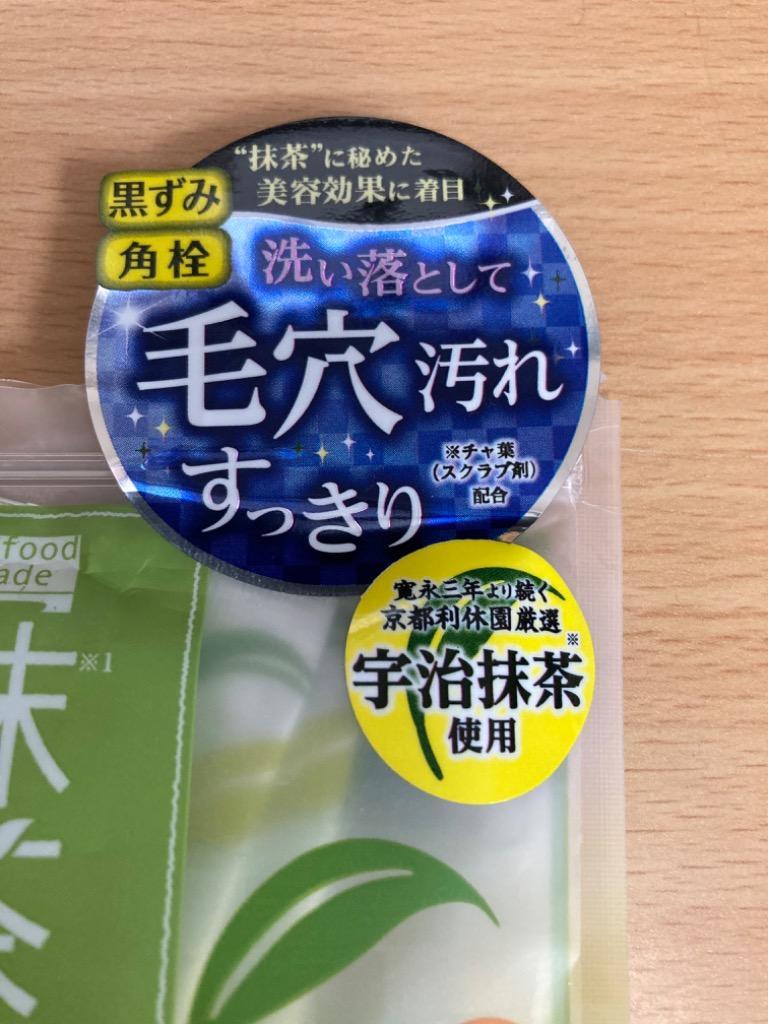 “抹茶”に秘めた
美容効果に着目
黒ずみ
角栓
洗い落として
毛穴汚れ
すっきり
※チャ葉
（スクラブ剤）
配合
寛永三年より続く
京都利休園厳選
宇治抹茶※
使用
food
ade
抹※1
茶